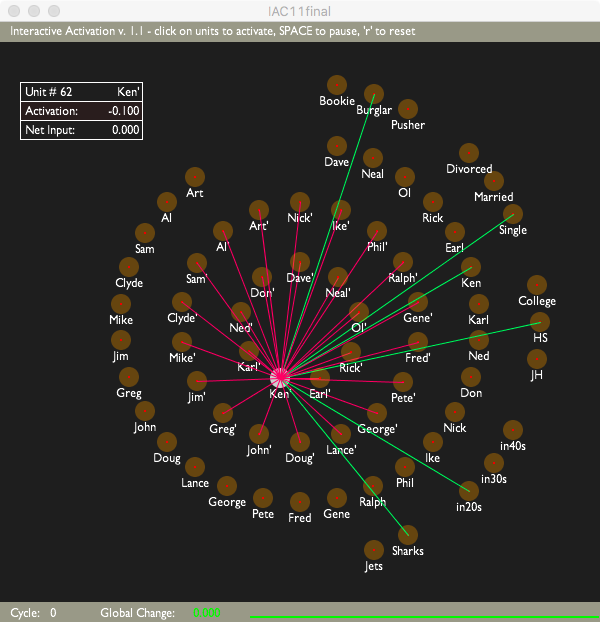 IAC11final
Interactive Activation v. 1.1 - click on units to activate, SPACE to pause, 'r' to reset
Unit # 62 Ken'
Activation: -0.100
Net Input: 0.000
Bookie
Burglar
Pusher
Dave
Neal
Divorced
Art
Ol
Married
Al
Art'
Nick'
Ike'
Rick
Single
Sam
Al'
Phil'
Earl
Clyde
Sam'
Don'
Dave'
Neal'
Ralph'
Ken
College
Mike
Clyde'
Ned'
Ol'
Gene'
Karl
HS
Jim
Mike'
Karl'
Rick'
Fred'
Ned
JH
Greg
Jim'
Ken'
Earl'
Pete'
Don
John
Greg'
George'
Nick
Doug
John'
Doug'
Lance'
Ike
in40s
Lance
Phil
in30s
George
Pete
Fred
Gene
Ralph
in20s
Sharks
Jets
Cycle: 0 Global Change: 0.000